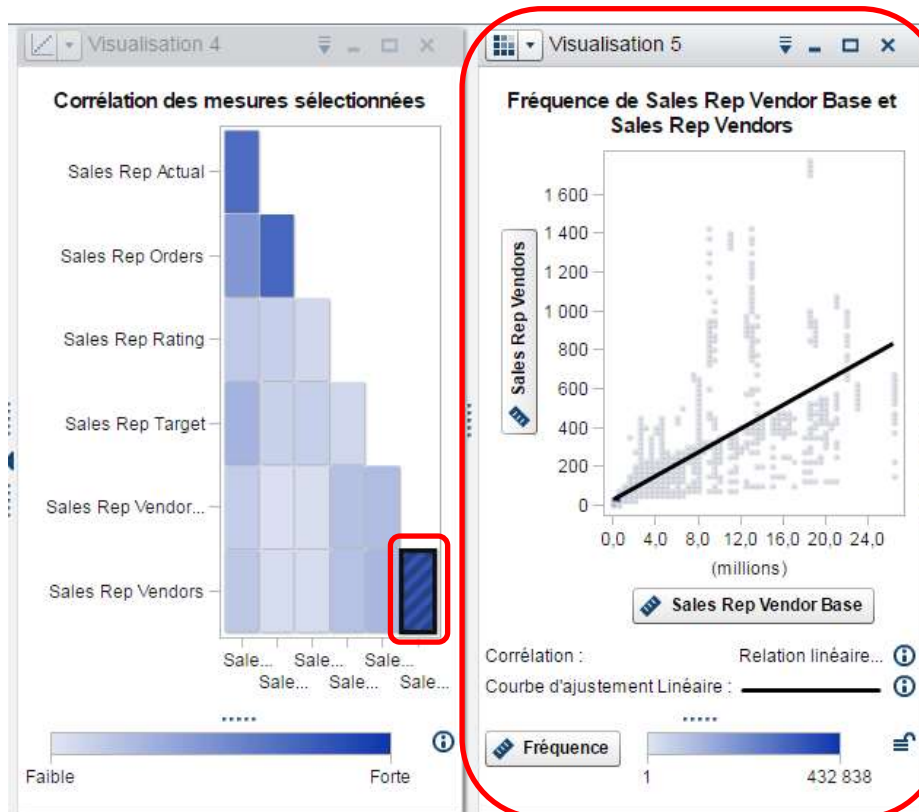 Visualisation 4
Corrélation des mesures sélectionnées
Sales Rep Actual
Sales Rep Orders
Sales Rep Rating
Sales Rep Target
Sales Rep Vendor...
Sales Rep Vendors
Sale... Sale... Sale...
Sale... Sale... Sale...
Faible Forte
Visualisation 5
Fréquence de Sales Rep Vendor Base et
Sales Rep Vendors
Sales Rep Vendors
1 600
1 400
1 200
1 000
800
600
400
200
0
0,0 4,0 8,0 12,0 16,0 20,0 24,0
(millions)
Sales Rep Vendor Base
Corrélation : Relation linéaire...
Courbe d'ajustement Linéaire :
Fréquence
1 432 838